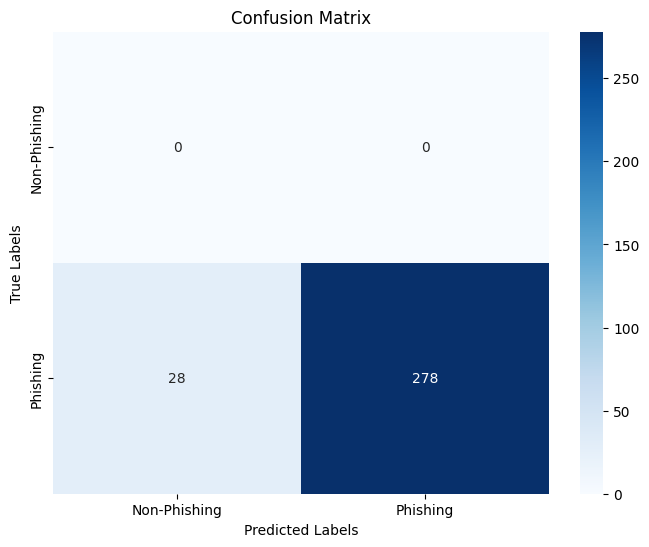 Confusion Matrix
True Labels
Non-Phishing
Phishing
0
0
28
278
Non-Phishing
Phishing
Predicted Labels
250
200
150
100
50
0